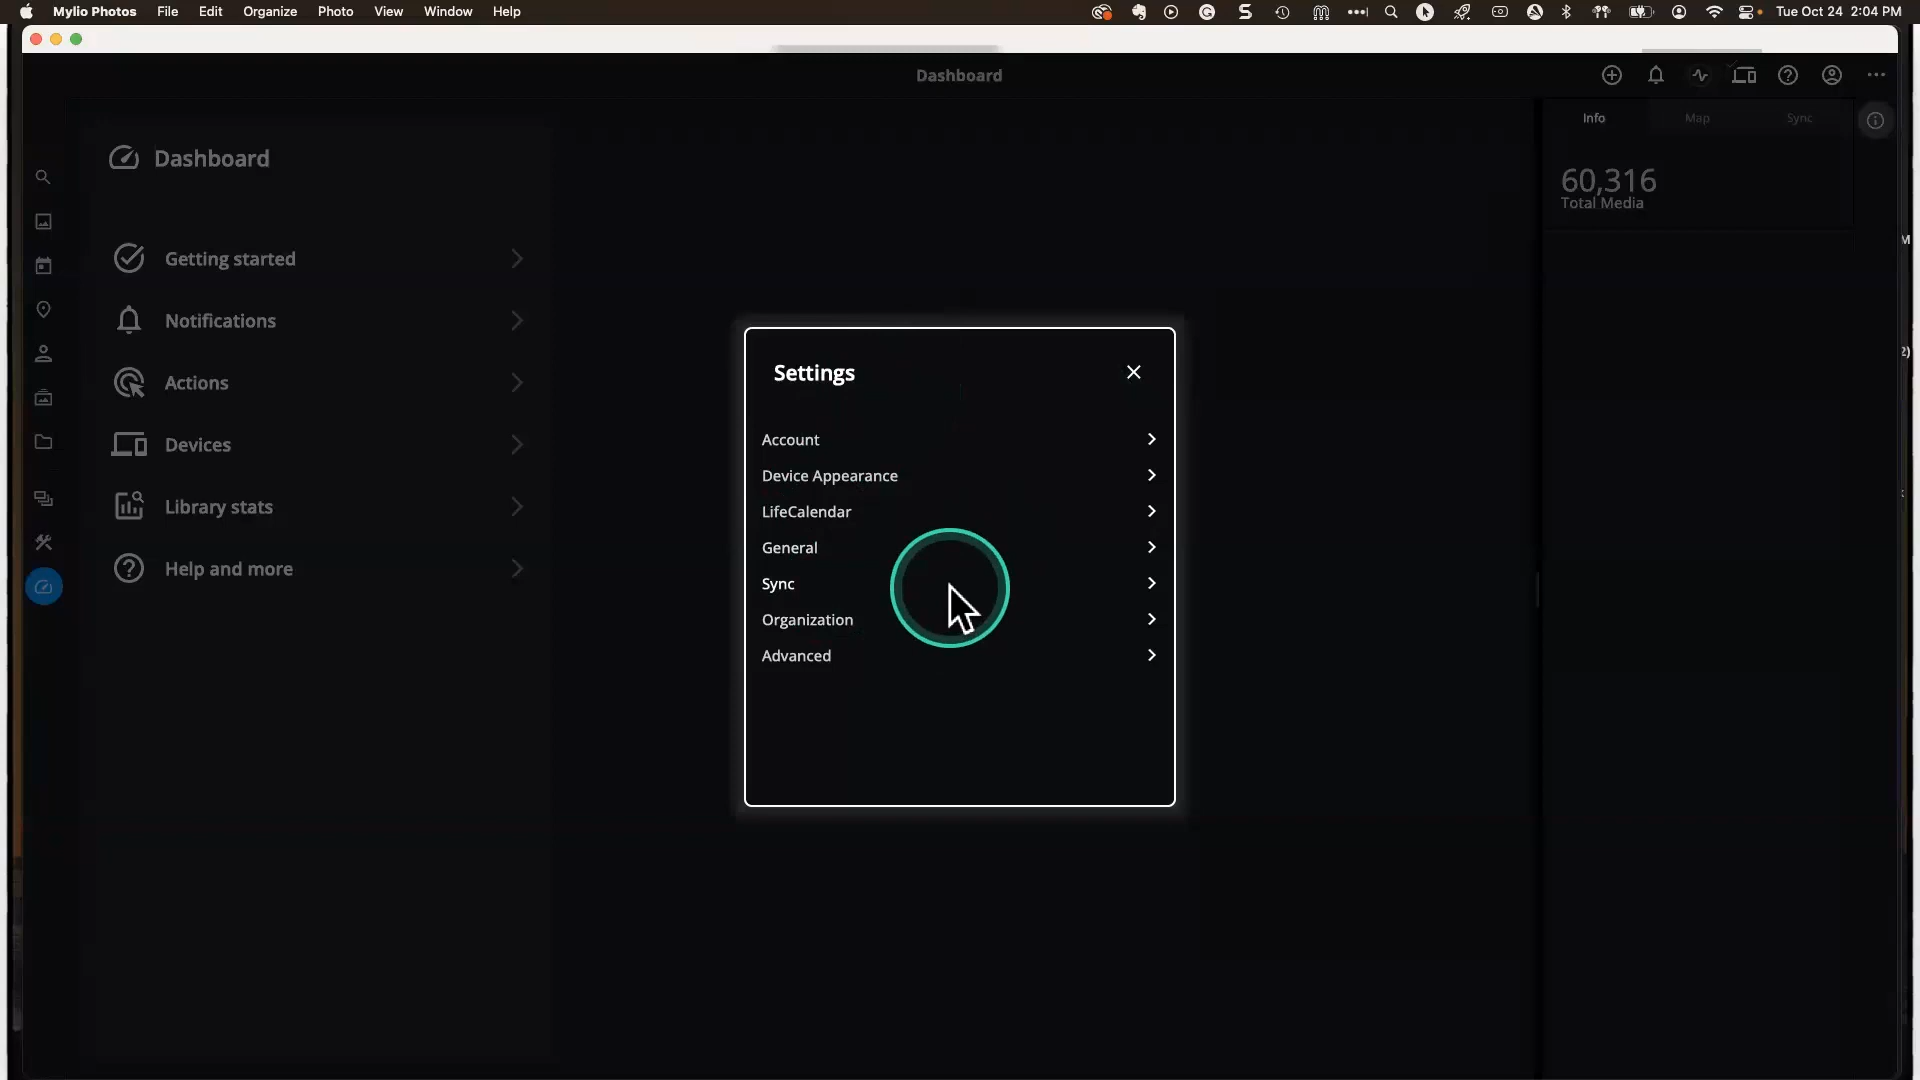 Mylio Photos File Edit Organize Photo View Window Help Tue Oct 24 2:04 PM
Dashboard
Info Map Sync
60,316
Total Media
Dashboard
Getting started
Notifications
Actions
Devices
Library stats
Help and more
Settings
Account
Device Appearance
LifeCalendar
General
Sync
Organization
Advanced